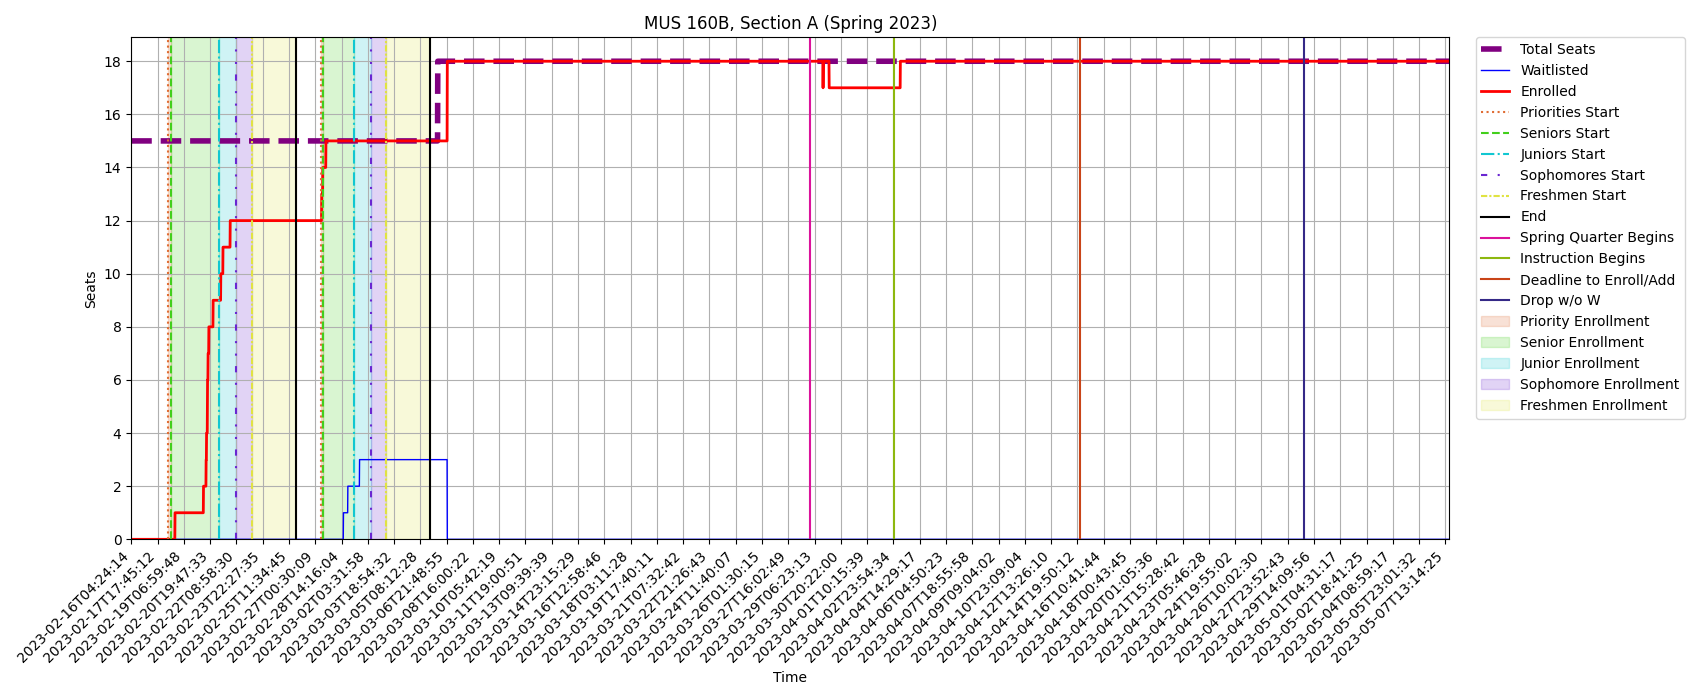 MUS 160B, Section A (Spring 2023)
Seats
18
16
14
12
10
8
6
4
2
0
2023-02-16T04:24:14
2023-02-17T17:45:12
2023-02-19T06:59:48
2023-02-20T19:47:33
2023-02-22T08:58:30
2023-02-23T22:27:35
2023-02-25T11:34:45
2023-02-27T00:30:09
2023-02-28T14:16:04
2023-03-02T03:31:58
2023-03-03T18:54:32
2023-03-05T08:12:28
2023-03-06T21:48:55
2023-03-08T16:00:22
2023-03-10T05:42:19
2023-03-11T19:00:51
2023-03-13T09:39:39
2023-03-14T23:15:29
2023-03-16T12:58:46
2023-03-18T03:11:28
2023-03-19T17:40:11
2023-03-21T07:32:42
2023-03-22T21:26:43
2023-03-24T11:40:07
2023-03-26T01:30:15
2023-03-27T16:02:49
2023-03-29T06:23:13
2023-03-30T20:22:00
2023-04-01T10:15:39
2023-04-02T23:54:34
2023-04-04T14:29:17
2023-04-06T04:50:23
2023-04-07T18:55:58
2023-04-09T09:04:02
2023-04-10T23:09:04
2023-04-12T13:26:10
2023-04-14T19:50:12
2023-04-16T10:41:44
2023-04-18T00:43:45
2023-04-20T01:05:36
2023-04-21T15:28:42
2023-04-23T05:46:28
2023-04-24T19:55:02
2023-04-26T10:02:30
2023-04-27T23:52:43
2023-04-29T14:09:56
2023-05-01T04:31:17
2023-05-02T18:41:25
2023-05-04T08:59:17
2023-05-05T23:01:32
2023-05-07T13:14:25
Time
Total Seats
Waitlisted
Enrolled
Priorities Start
Seniors Start
Juniors Start
Sophomores Start
Freshmen Start
End
Spring Quarter Begins
Instruction Begins
Deadline to Enroll/Add
Drop w/o W
Priority Enrollment
Senior Enrollment
Junior Enrollment
Sophomore Enrollment
Freshmen Enrollment